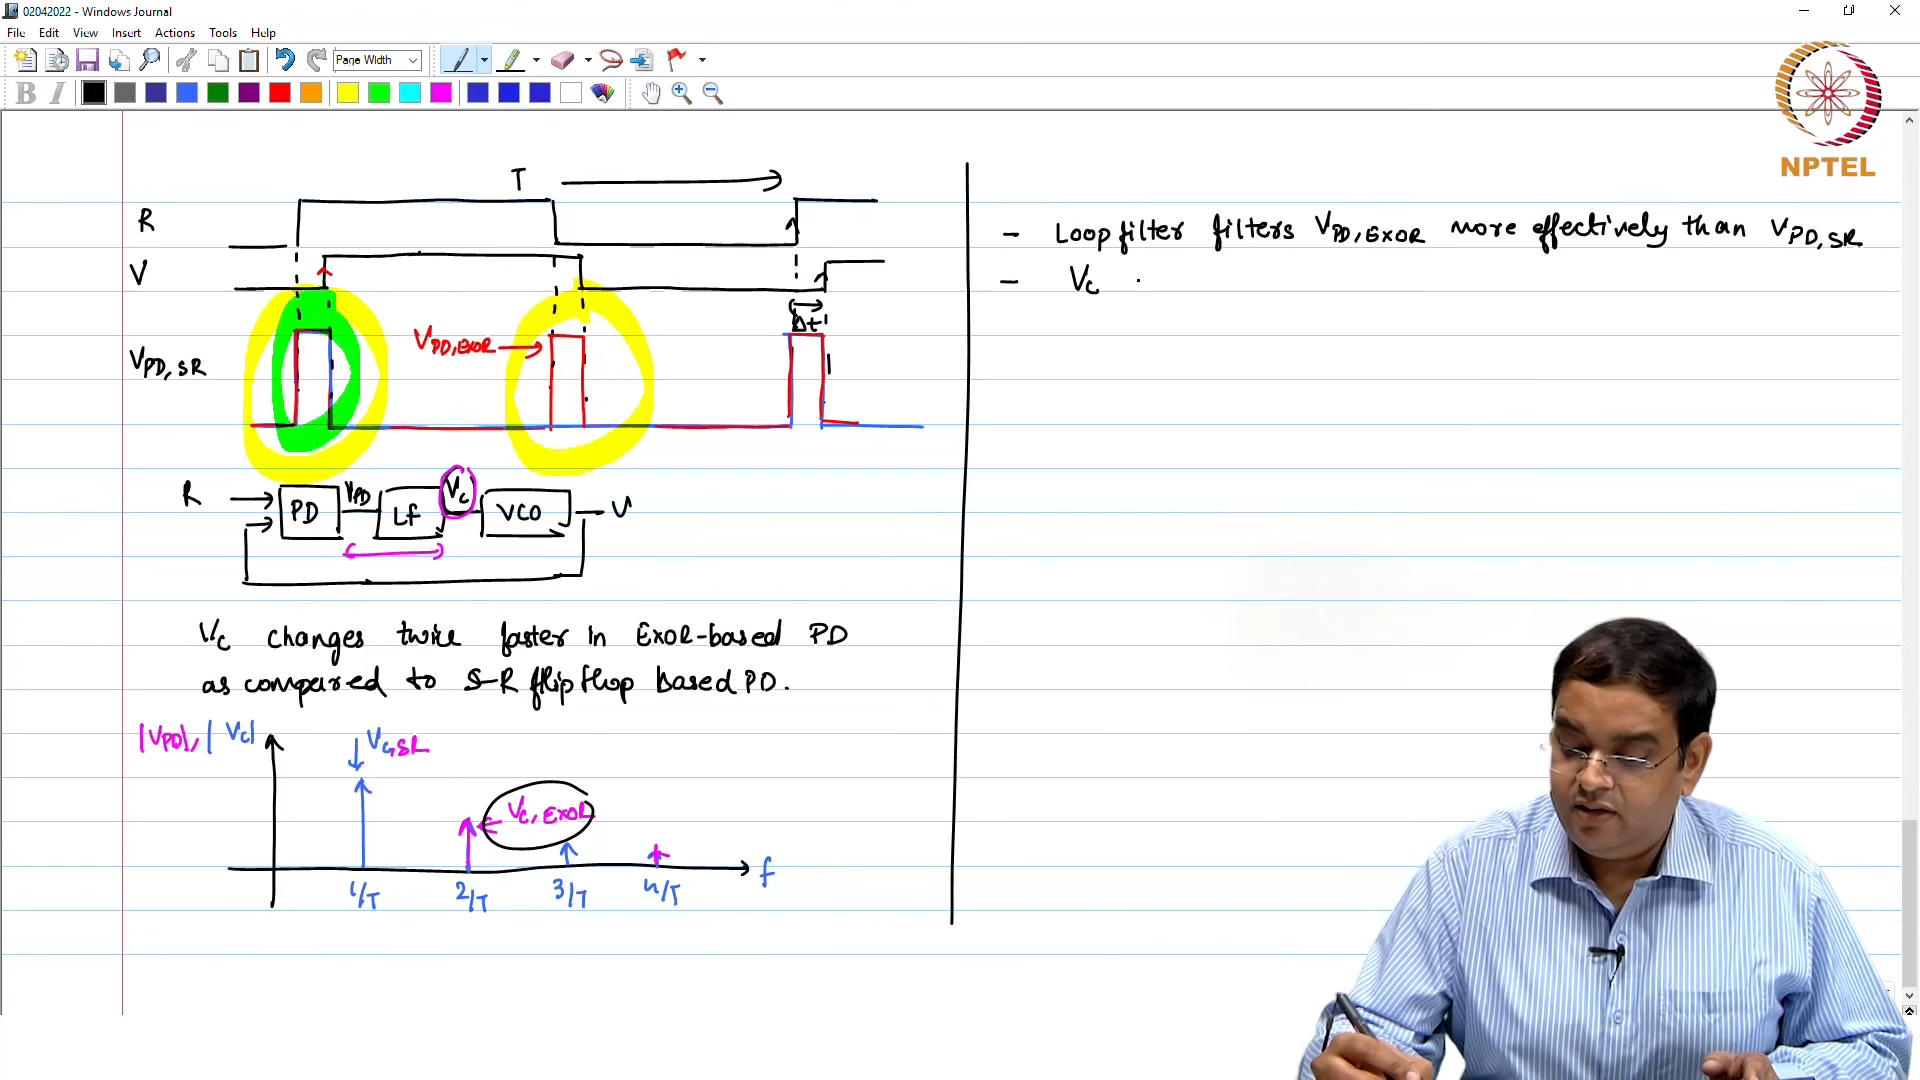 02042022 - Windows Journal
File Edit View Insert Actions Tools Help
Page Width
B I
NPTEL
T
R
V
Δt
VPD,EXOR
VPD,SR
R PD VPD LF Vc VCO V
Vc changes twice faster in EXOR-based PD
as compared to S-R flipflop based PD.
|VPD|, |Vc|
Vc,SR
Vc,EXOR
1/T 2/T 3/T 4/T f
- Loop filter filters VPD,EXOR more effectively than VPD,SR
- Vc